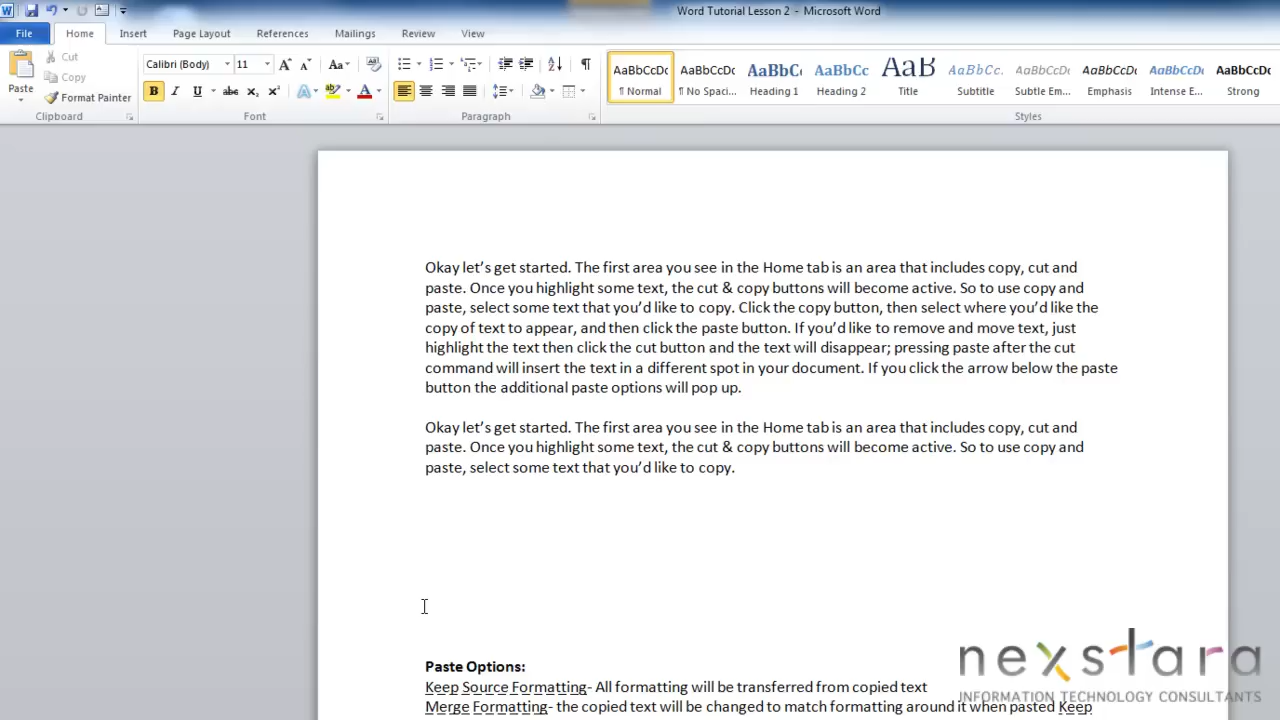 Word Tutorial Lesson 2 - Microsoft Word
File Home Insert Page Layout References Mailings Review View
Cut
Copy
Paste
Format Painter
Clipboard
Calibri (Body) 11
Font
Paragraph
AaBbCcDc AaBbCcDc AaBbCc AaBbCc AaB AaBbCc. AaBbCcDc AaBbCcDc AaBbCcDc AaBbCcDc
¶ Normal ¶ No Spaci... Heading 1 Heading 2 Title Subtitle Subtle Em... Emphasis Intense E... Strong
Styles
Okay let’s get started. The first area you see in the Home tab is an area that includes copy, cut and
paste. Once you highlight some text, the cut & copy buttons will become active. So to use copy and
paste, select some text that you’d like to copy. Click the copy button, then select where you’d like the
copy of text to appear, and then click the paste button. If you’d like to remove and move text, just
highlight the text then click the cut button and the text will disappear; pressing paste after the cut
command will insert the text in a different spot in your document. If you click the arrow below the paste
button the additional paste options will pop up.
Okay let’s get started. The first area you see in the Home tab is an area that includes copy, cut and
paste. Once you highlight some text, the cut & copy buttons will become active. So to use copy and
paste, select some text that you’d like to copy.
Paste Options:
Keep Source Formatting- All formatting will be transferred from copied text
Merge Formatting- the copied text will be changed to match formatting around it when pasted Keep
nexstara
INFORMATION TECHNOLOGY CONSULTANTS